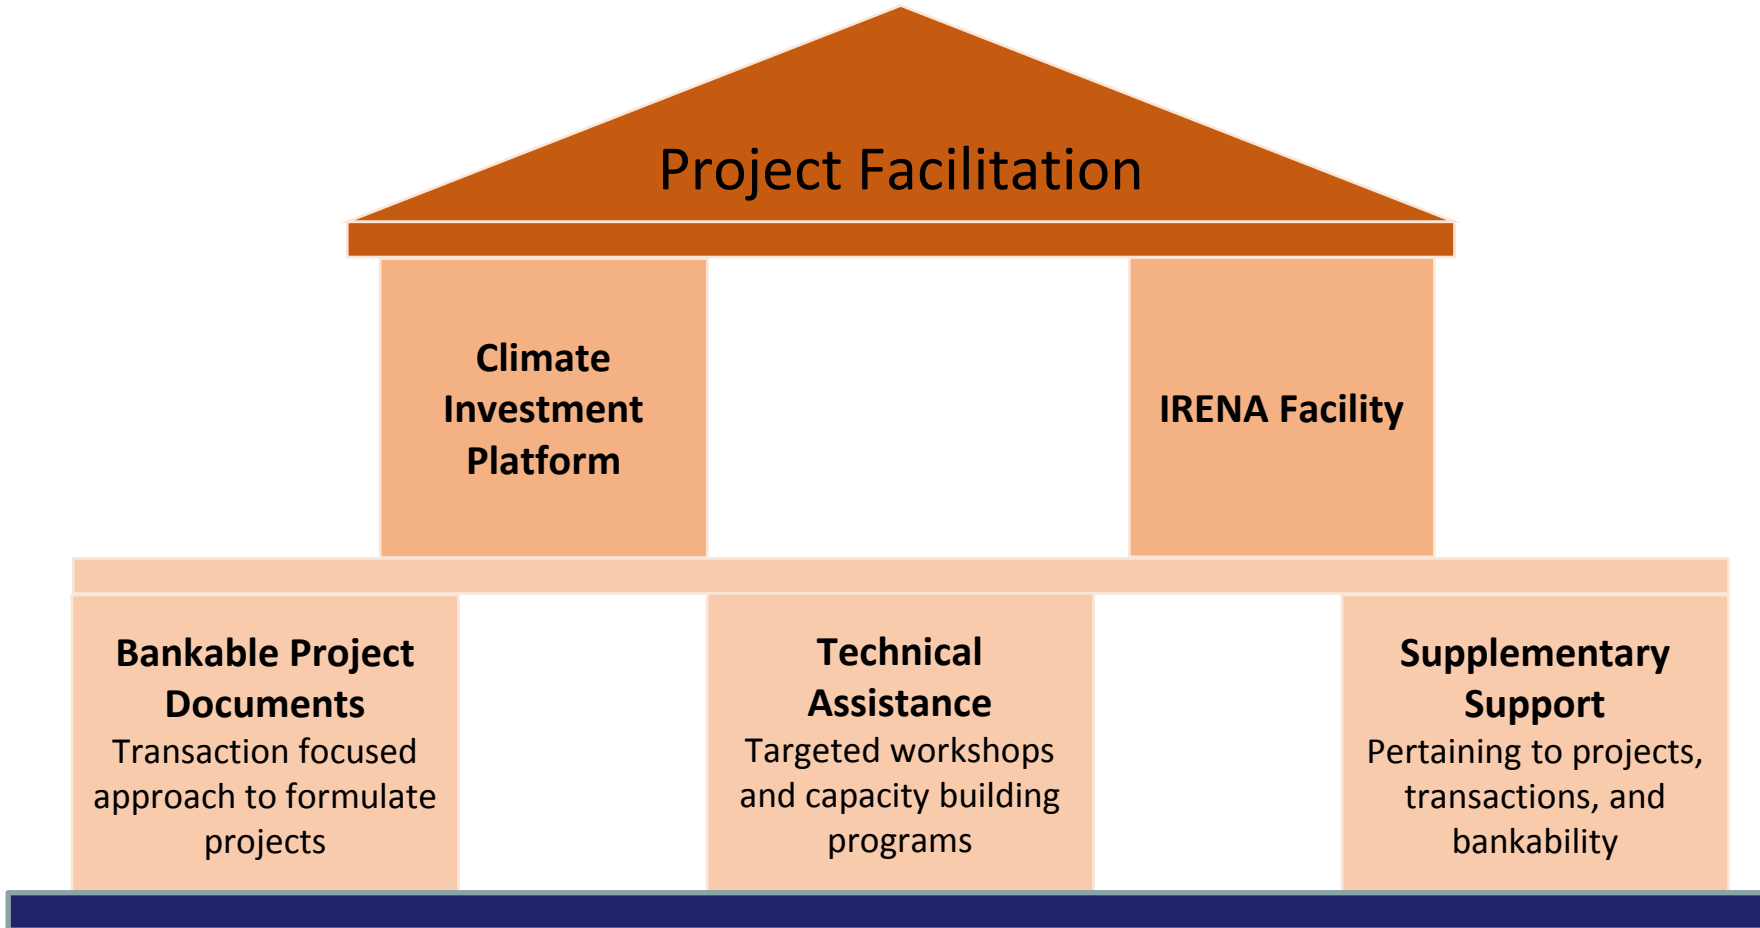 Project Facilitation
Climate
Investment
Platform
IRENA Facility
Bankable Project
Documents
Transaction focused
approach to formulate
projects
Technical
Assistance
Targeted workshops
and capacity building
programs
Supplementary
Support
Pertaining to projects,
transactions, and
bankability